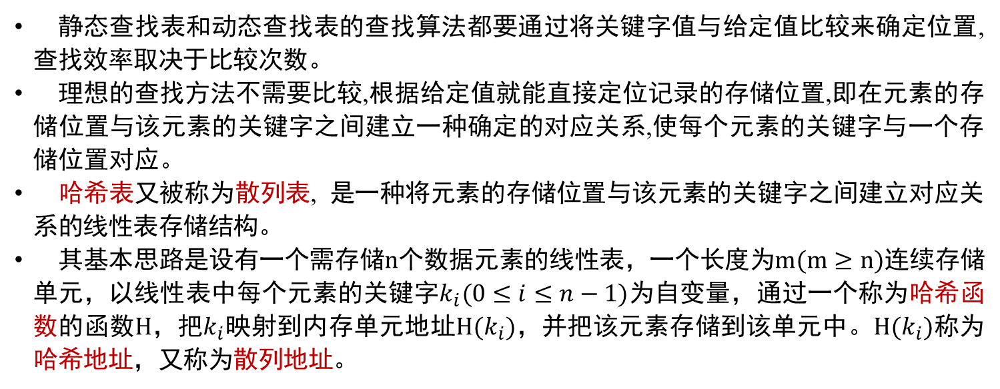 • 静态查找表和动态查找表的查找算法都要通过将关键字值与给定值比较来确定位置,
查找效率取决于比较次数。
• 理想的查找方法不需要比较,根据给定值就能直接定位记录的存储位置,即在元素的存
储位置与该元素的关键字之间建立一种确定的对应关系,使每个元素的关键字与一个存
储位置对应。
• 哈希表又被称为散列表, 是一种将元素的存储位置与该元素的关键字之间建立对应关
系的线性表存储结构。
• 其基本思路是设有一个需存储n个数据元素的线性表，一个长度为m(m ≥ n)连续存储
单元，以线性表中每个元素的关键字kᵢ(0 ≤ i ≤ n − 1)为自变量，通过一个称为哈希函
数的函数H，把kᵢ映射到内存单元地址H(kᵢ)，并把该元素存储到该单元中。H(kᵢ)称为
哈希地址，又称为散列地址。